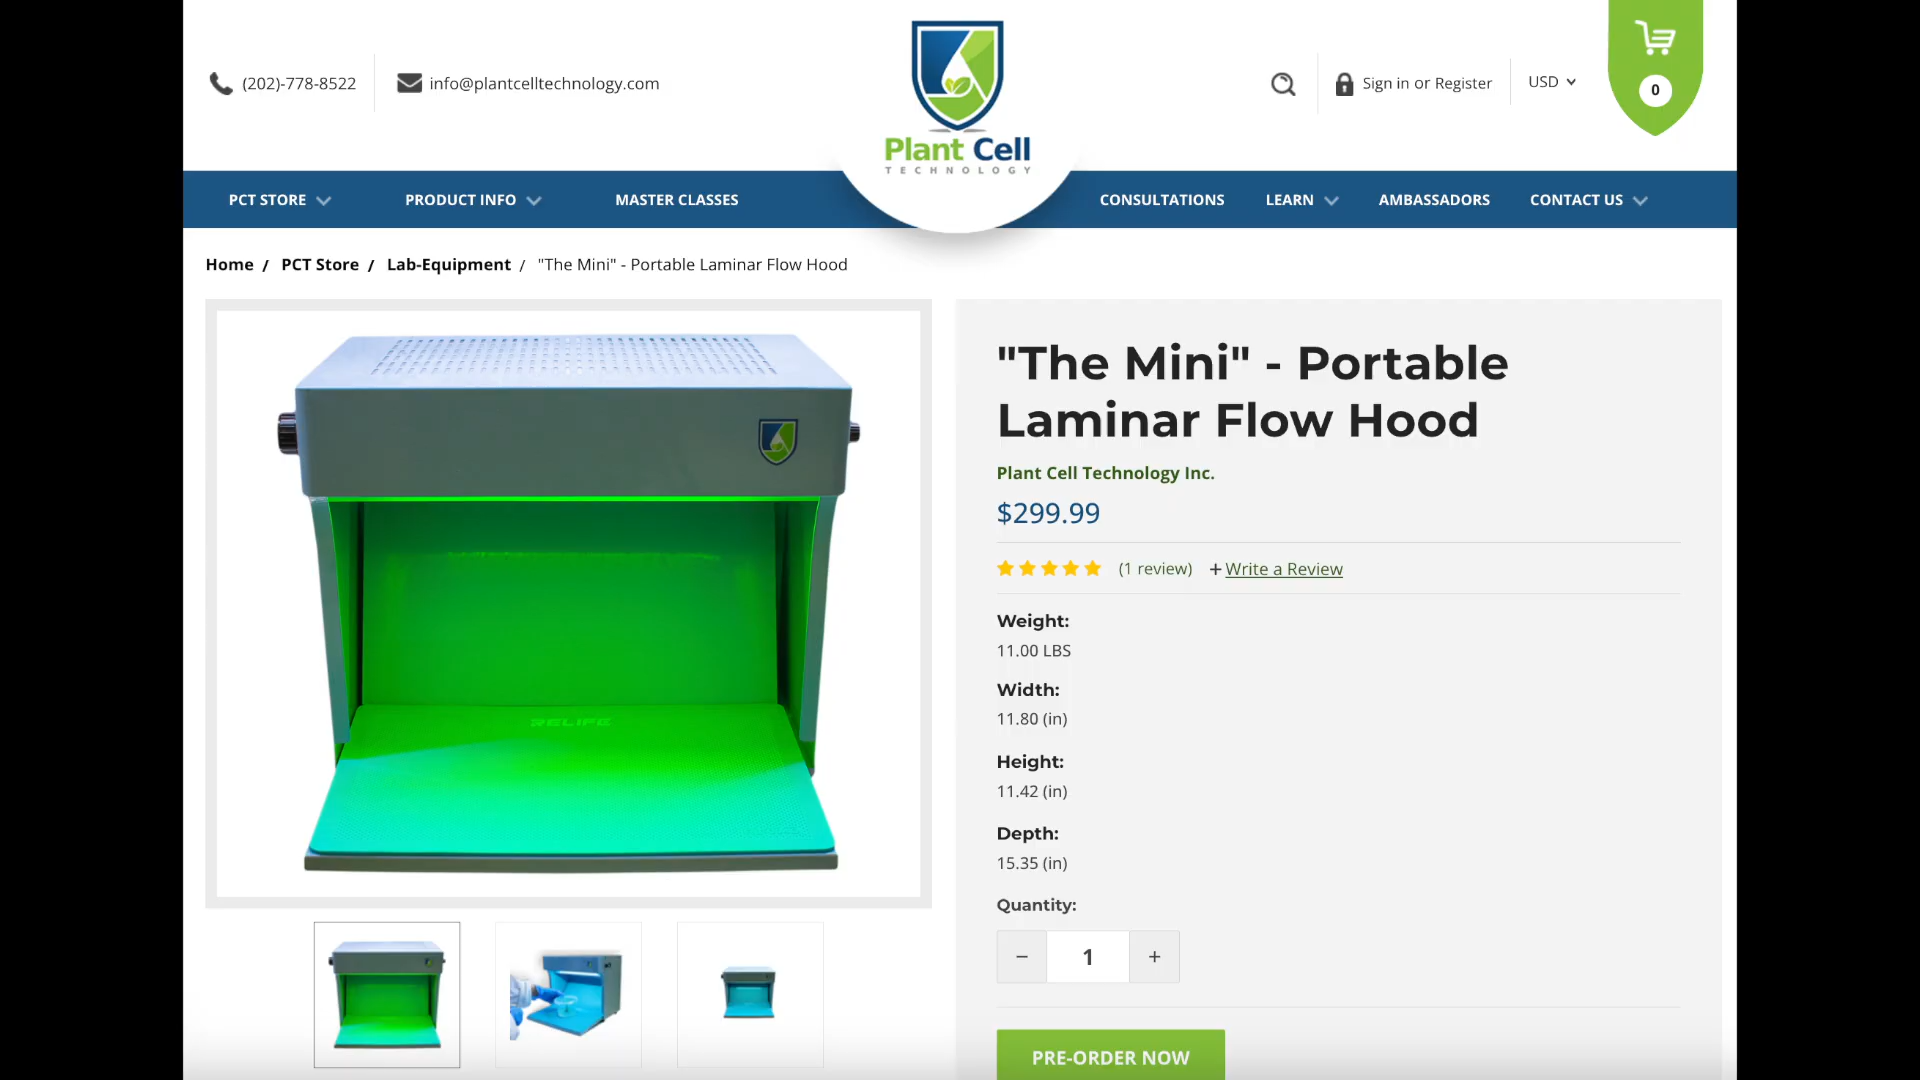 (202)-778-8522
info@plantcelltechnology.com
Plant Cell
TECHNOLOGY
Sign in or Register
USD
0
PCT STORE
PRODUCT INFO
MASTER CLASSES
CONSULTATIONS
LEARN
AMBASSADORS
CONTACT US
Home / PCT Store / Lab-Equipment / "The Mini" - Portable Laminar Flow Hood
RELIFE
"The Mini" - Portable
Laminar Flow Hood
Plant Cell Technology Inc.
$299.99
(1 review) + Write a Review
Weight:
11.00 LBS
Width:
11.80 (in)
Height:
11.42 (in)
Depth:
15.35 (in)
Quantity:
− 1 +
PRE-ORDER NOW